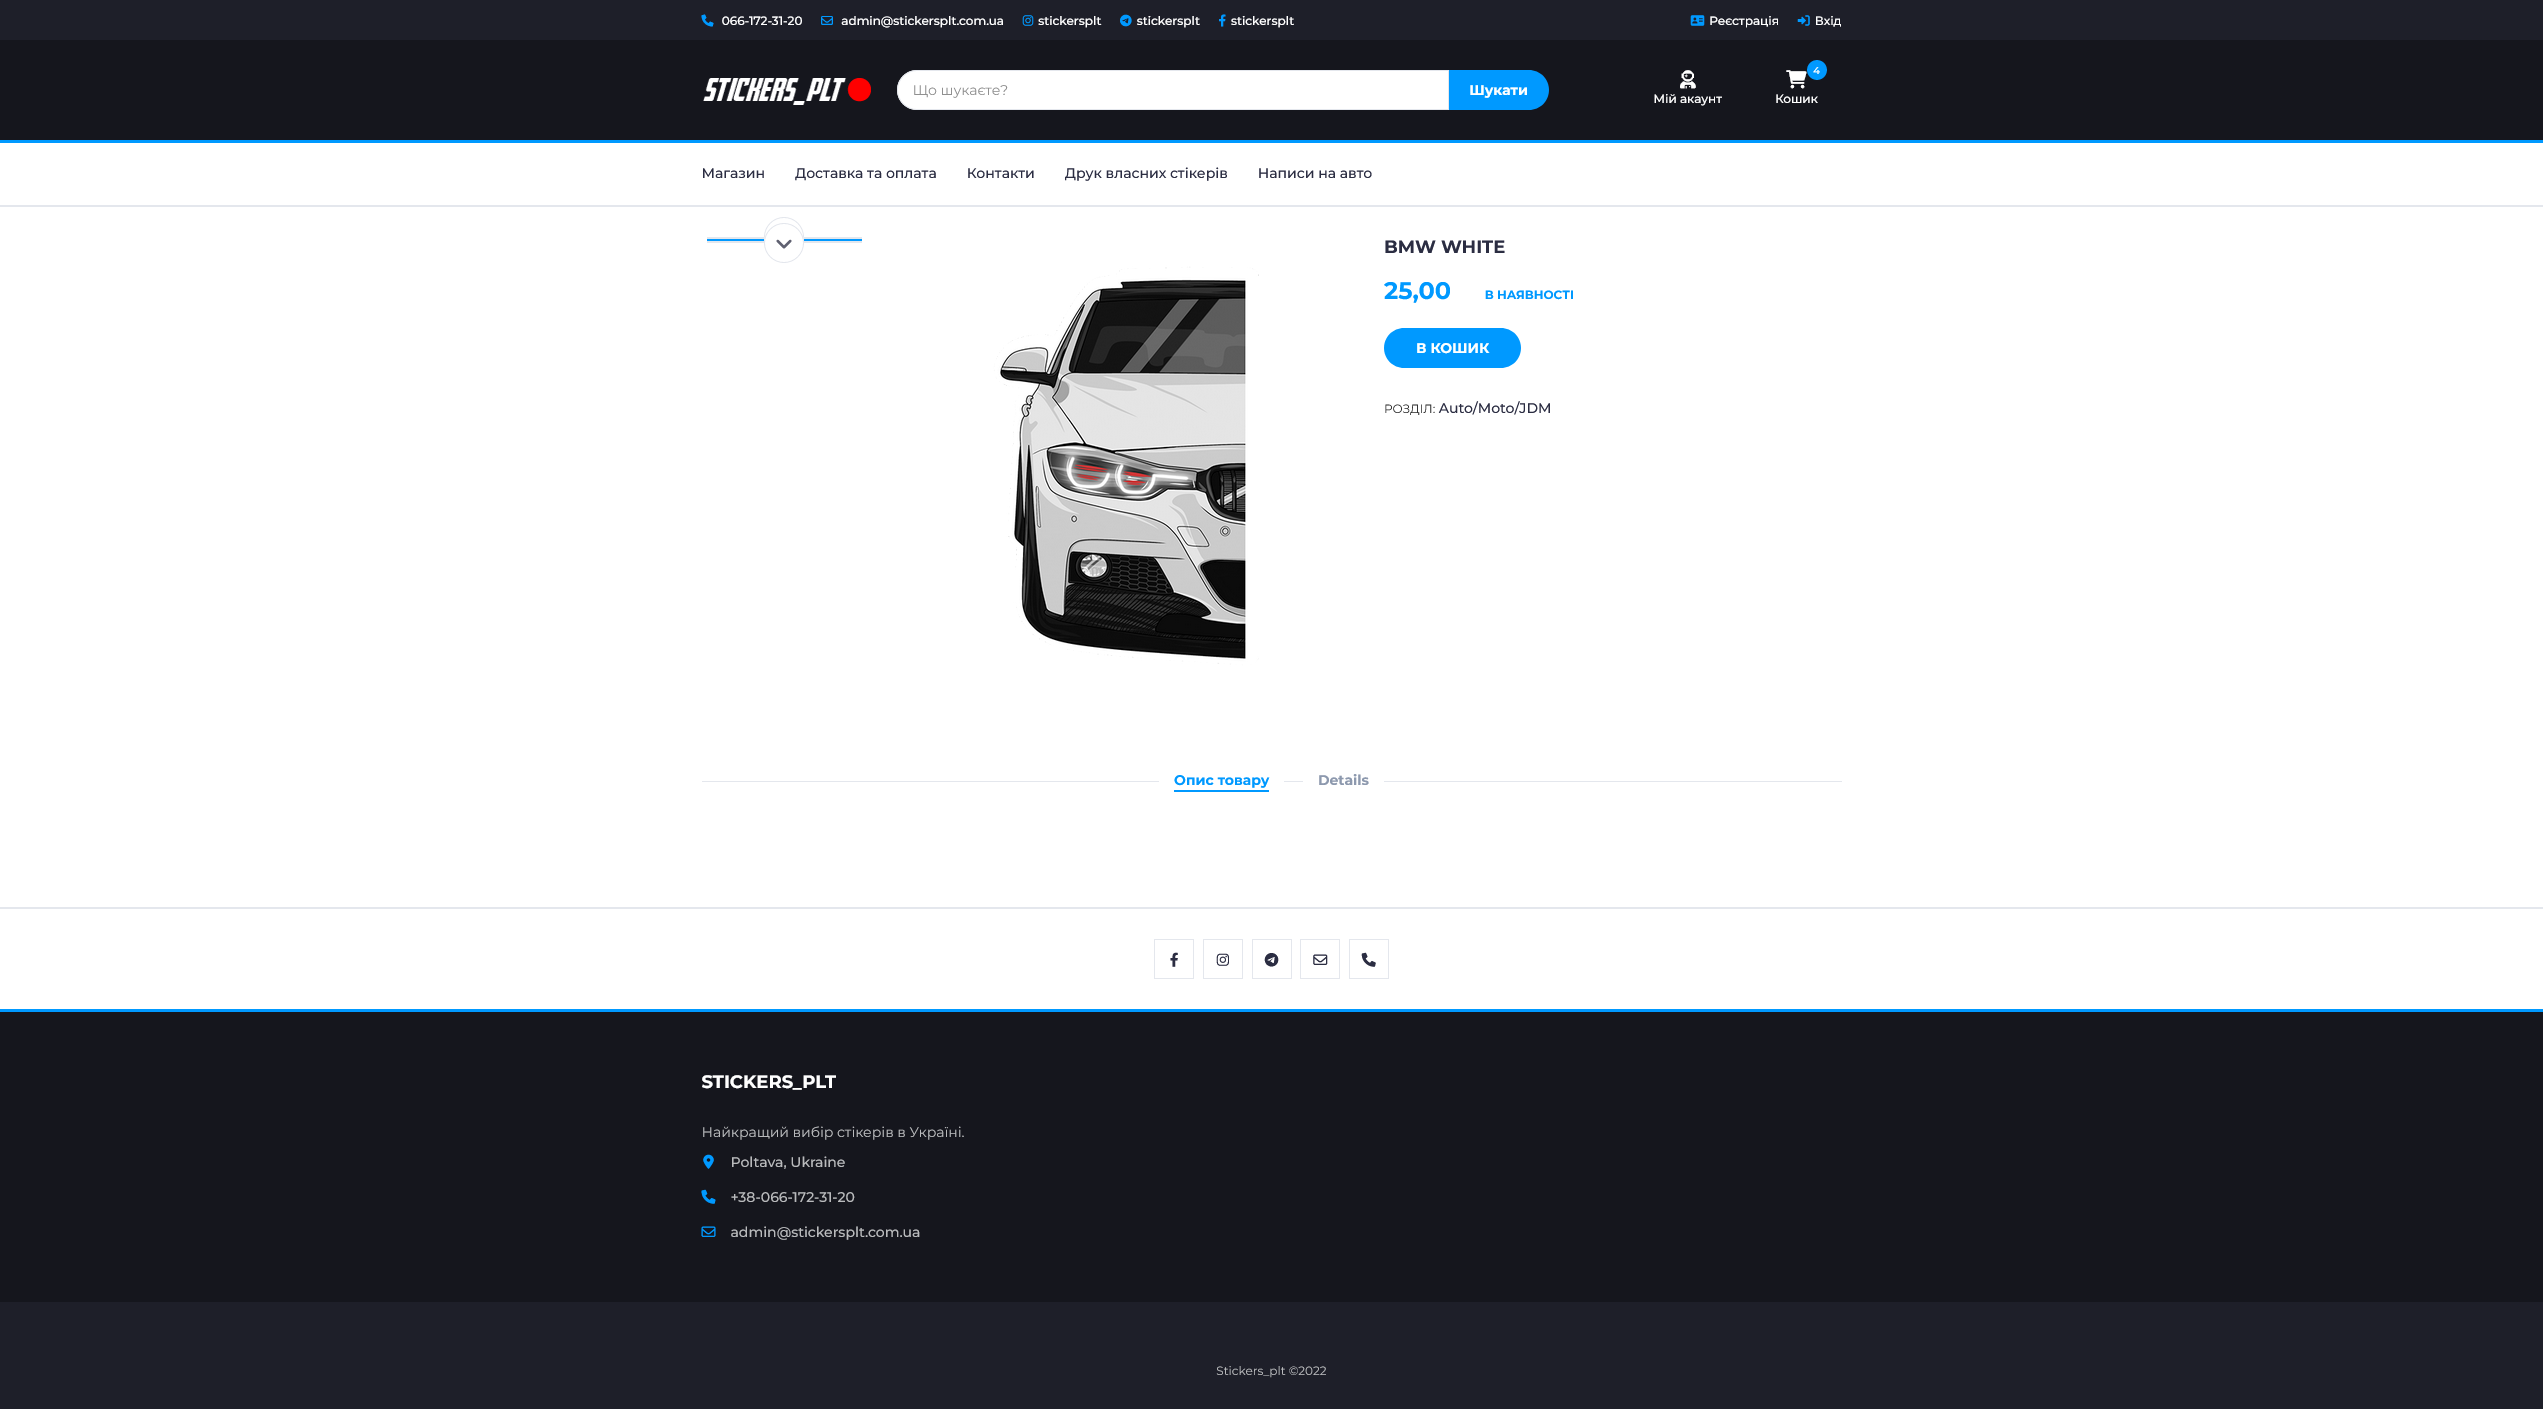 066-172-31-20 admin@stickersplt.com.ua stickersplt stickersplt stickersplt Реєстрація Вхід
STICKERS_PLT Що шукаєте? Шукати Мій акаунт 4 Кошик
Магазин Доставка та оплата Контакти Друк власних стікерів Написи на авто
BMW WHITE
25,00 В НАЯВНОСТІ
В КОШИК
РОЗДІЛ: Auto/Moto/JDM
Опис товару Details
STICKERS_PLT
Найкращий вибір стікерів в Україні.
Poltava, Ukraine
+38-066-172-31-20
admin@stickersplt.com.ua
Stickers_plt ©2022